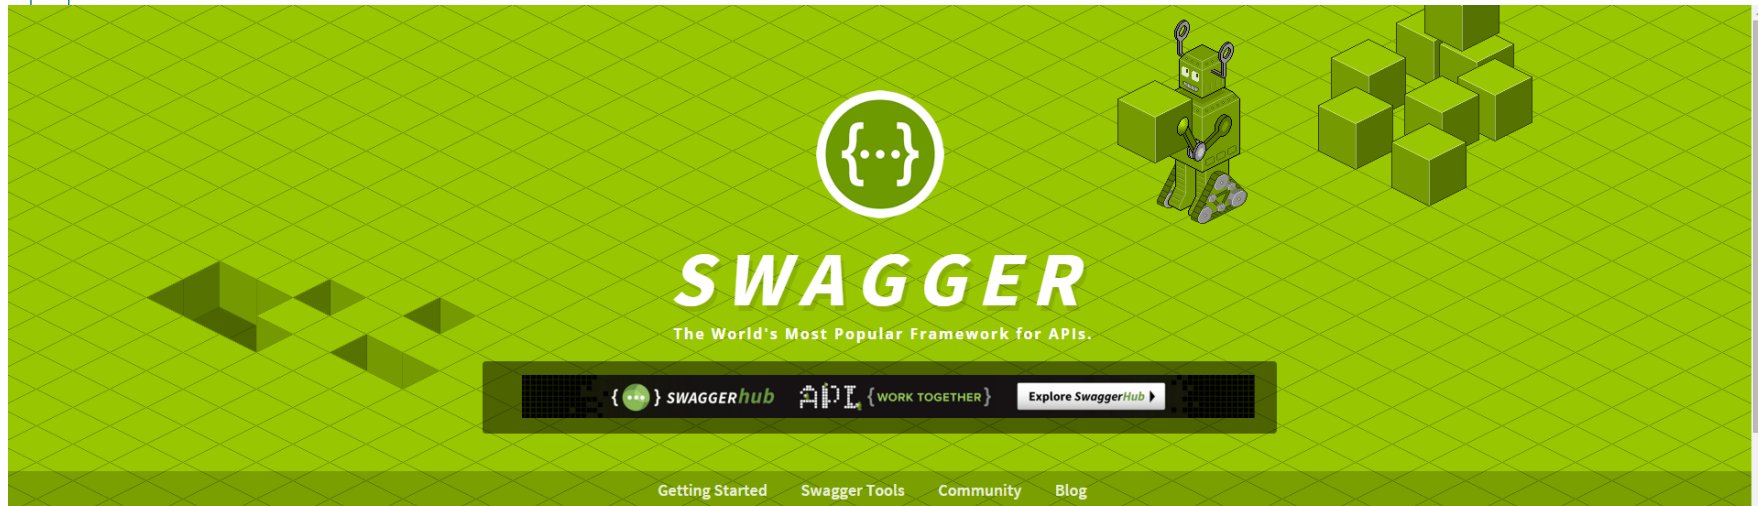 {...}
SWAGGER
The World's Most Popular Framework for APIs.
{...} SWAGGERhub API {WORK TOGETHER} Explore SwaggerHub
Getting Started Swagger Tools Community Blog